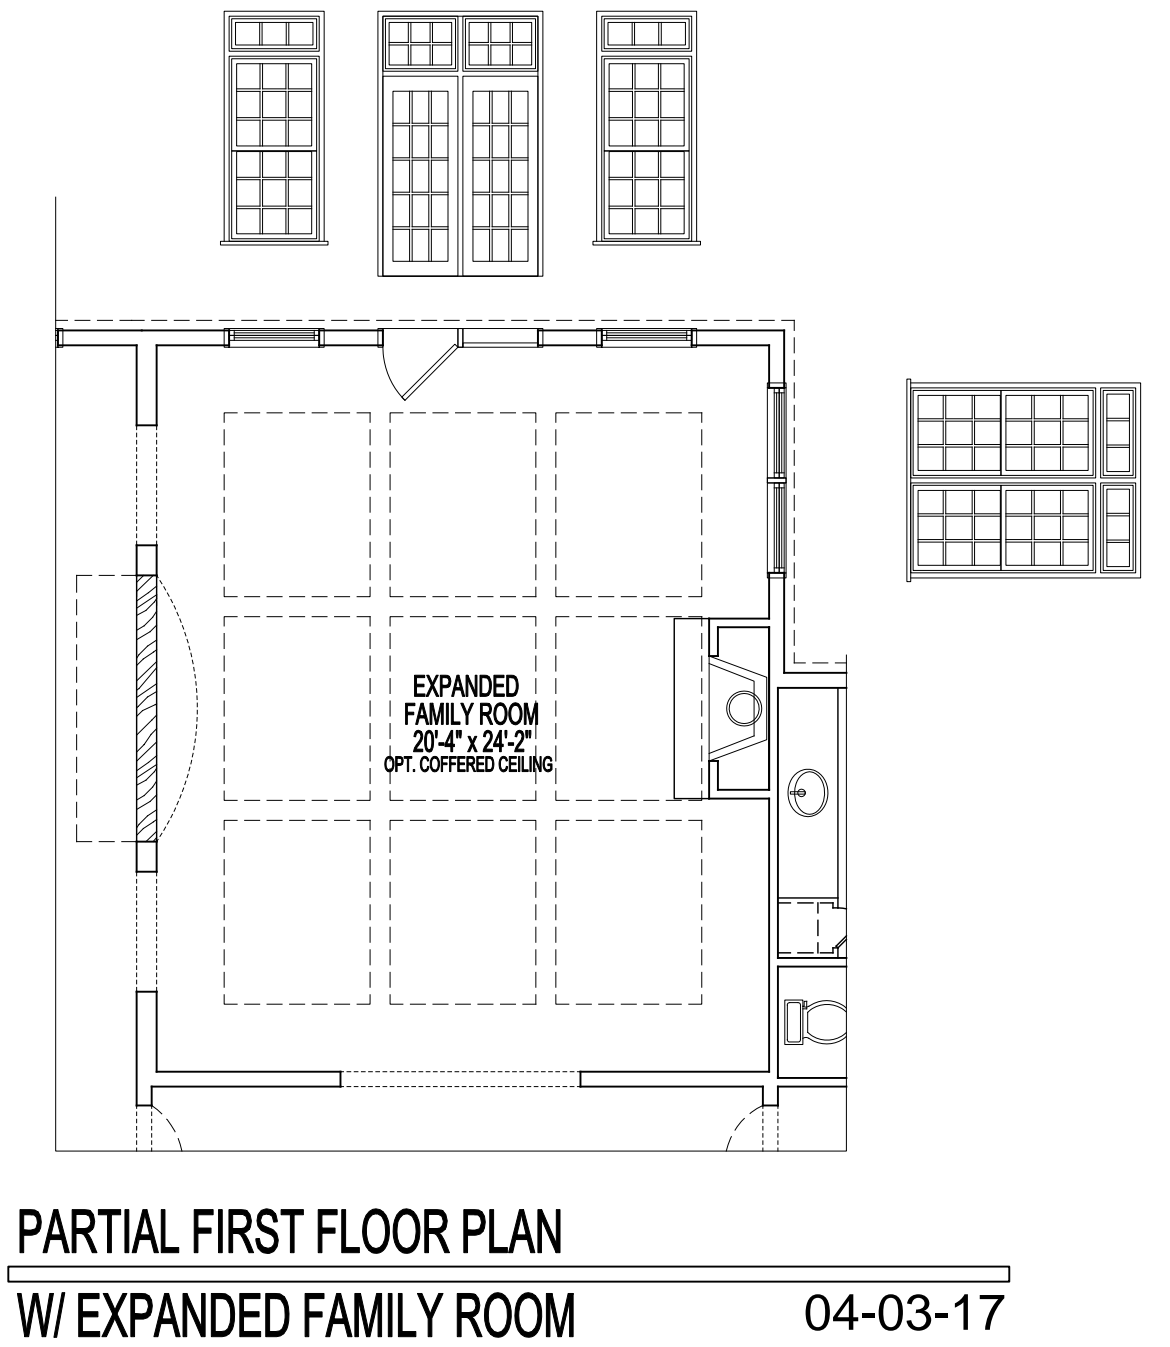 EXPANDED
FAMILY ROOM
20'-4" x 24'-2"
OPT. COFFERED CEILING
PARTIAL FIRST FLOOR PLAN
W/ EXPANDED FAMILY ROOM
04-03-17